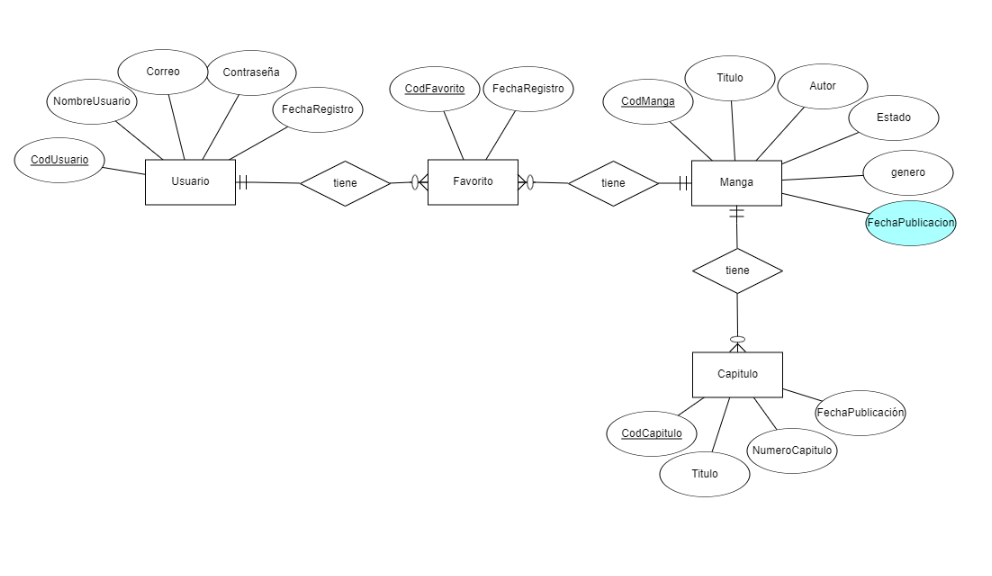 Correo
Contraseña
NombreUsuario
FechaRegistro
CodUsuario
Usuario
tiene
CodFavorito
FechaRegistro
Favorito
tiene
CodManga
Titulo
Autor
Estado
genero
FechaPublicacion
Manga
tiene
Capitulo
CodCapitulo
Titulo
NumeroCapitulo
FechaPublicación